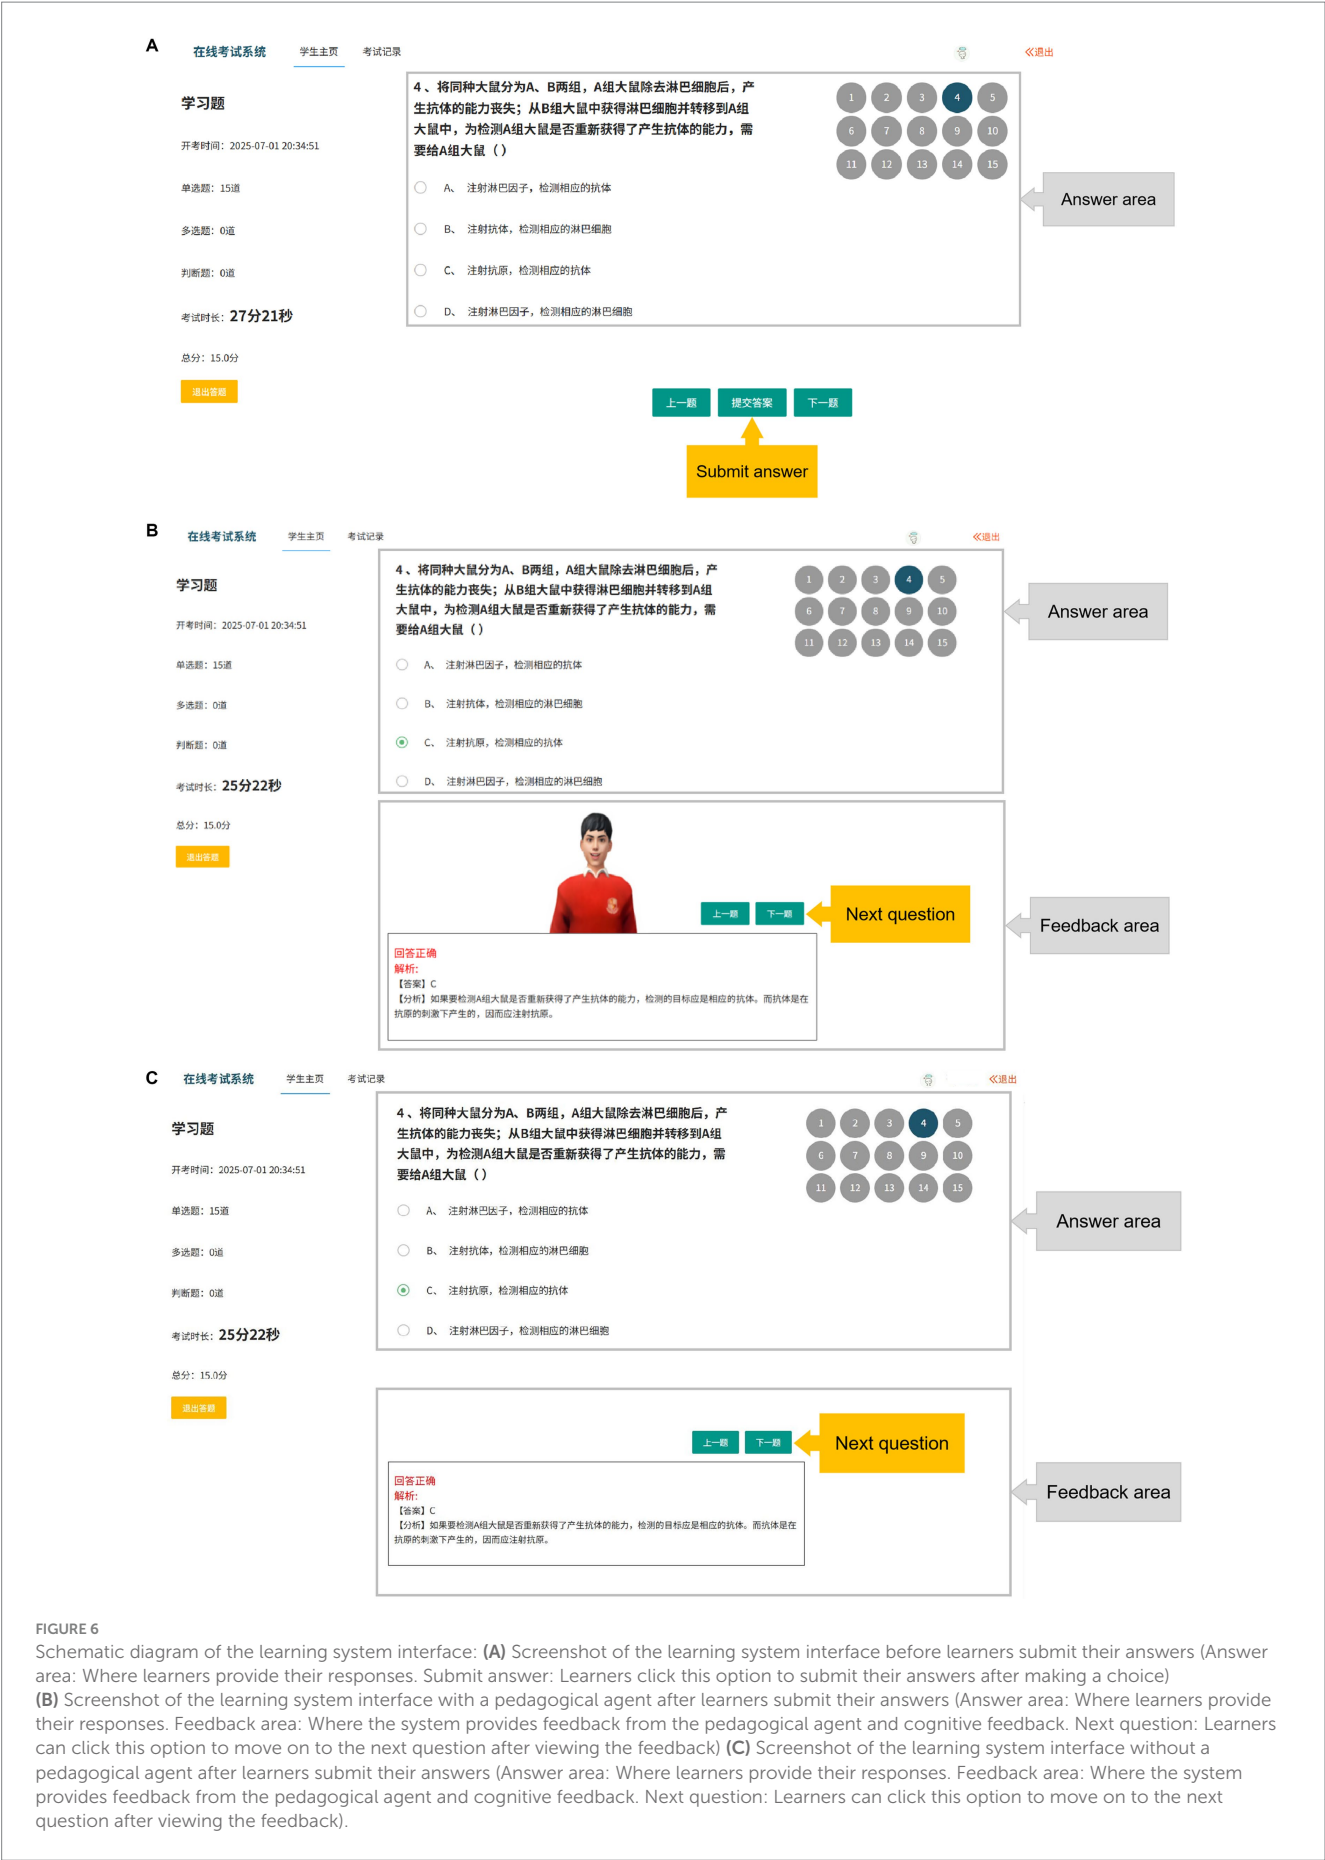 A
在线考试系统 学生主页 考试记录 《退出
学习题
开考时间：2025-07-01 20:34:51
单选题：15道
多选题：0道
判断题：0道
考试时长：27分21秒
总分：15.0分
退出答题
4、将同种大鼠分为A、B两组，A组大鼠除去淋巴细胞后，产
生抗体的能力丧失；从B组大鼠中获得淋巴细胞并转移到A组
大鼠中，为检测A组大鼠是否重新获得了产生抗体的能力，需
要给A组大鼠（ ）
A、 注射淋巴因子，检测相应的抗体
B、 注射抗体，检测相应的淋巴细胞
C、 注射抗原，检测相应的抗体
D、 注射淋巴因子，检测相应的淋巴细胞
1 2 3 4 5
6 7 8 9 10
11 12 13 14 15
Answer area
上一题 提交答案 下一题
Submit answer
B
在线考试系统 学生主页 考试记录 《退出
学习题
开考时间：2025-07-01 20:34:51
单选题：15道
多选题：0道
判断题：0道
考试时长：25分22秒
总分：15.0分
退出答题
4、将同种大鼠分为A、B两组，A组大鼠除去淋巴细胞后，产
生抗体的能力丧失；从B组大鼠中获得淋巴细胞并转移到A组
大鼠中，为检测A组大鼠是否重新获得了产生抗体的能力，需
要给A组大鼠（ ）
A、 注射淋巴因子，检测相应的抗体
B、 注射抗体，检测相应的淋巴细胞
C、 注射抗原，检测相应的抗体
D、 注射淋巴因子，检测相应的淋巴细胞
1 2 3 4 5
6 7 8 9 10
11 12 13 14 15
Answer area
上一题 下一题
Next question
Feedback area
回答正确
解析:
【答案】C
【分析】如果要检测A组大鼠是否重新获得了产生抗体的能力，检测的目标应是相应的抗体。而抗体是在
抗原的刺激下产生的，因而应注射抗原。
C
在线考试系统 学生主页 考试记录 《退出
学习题
开考时间：2025-07-01 20:34:51
单选题：15道
多选题：0道
判断题：0道
考试时长：25分22秒
总分：15.0分
退出答题
4、将同种大鼠分为A、B两组，A组大鼠除去淋巴细胞后，产
生抗体的能力丧失；从B组大鼠中获得淋巴细胞并转移到A组
大鼠中，为检测A组大鼠是否重新获得了产生抗体的能力，需
要给A组大鼠（ ）
A、 注射淋巴因子，检测相应的抗体
B、 注射抗体，检测相应的淋巴细胞
C、 注射抗原，检测相应的抗体
D、 注射淋巴因子，检测相应的淋巴细胞
1 2 3 4 5
6 7 8 9 10
11 12 13 14 15
Answer area
上一题 下一题
Next question
Feedback area
回答正确
解析:
【答案】C
【分析】如果要检测A组大鼠是否重新获得了产生抗体的能力，检测的目标应是相应的抗体。而抗体是在
抗原的刺激下产生的，因而应注射抗原。
FIGURE 6
Schematic diagram of the learning system interface: (A) Screenshot of the learning system interface before learners submit their answers (Answer
area: Where learners provide their responses. Submit answer: Learners click this option to submit their answers after making a choice)
(B) Screenshot of the learning system interface with a pedagogical agent after learners submit their answers (Answer area: Where learners provide
their responses. Feedback area: Where the system provides feedback from the pedagogical agent and cognitive feedback. Next question: Learners
can click this option to move on to the next question after viewing the feedback) (C) Screenshot of the learning system interface without a
pedagogical agent after learners submit their answers (Answer area: Where learners provide their responses. Feedback area: Where the system
provides feedback from the pedagogical agent and cognitive feedback. Next question: Learners can click this option to move on to the next
question after viewing the feedback).